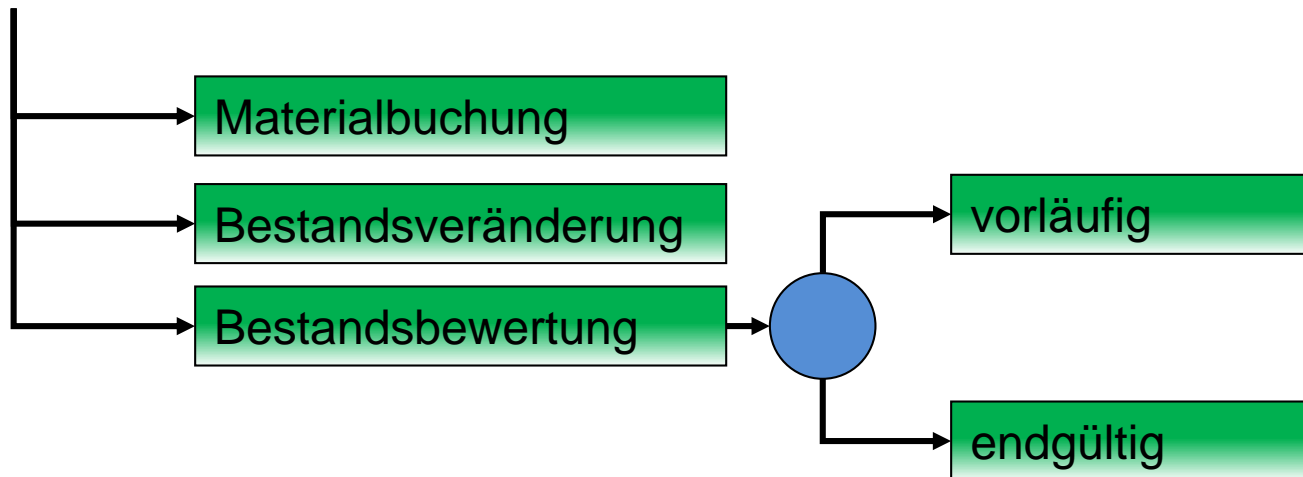 Materialbuchung
Bestandsveränderung
Bestandsbewertung
vorläufig
endgültig